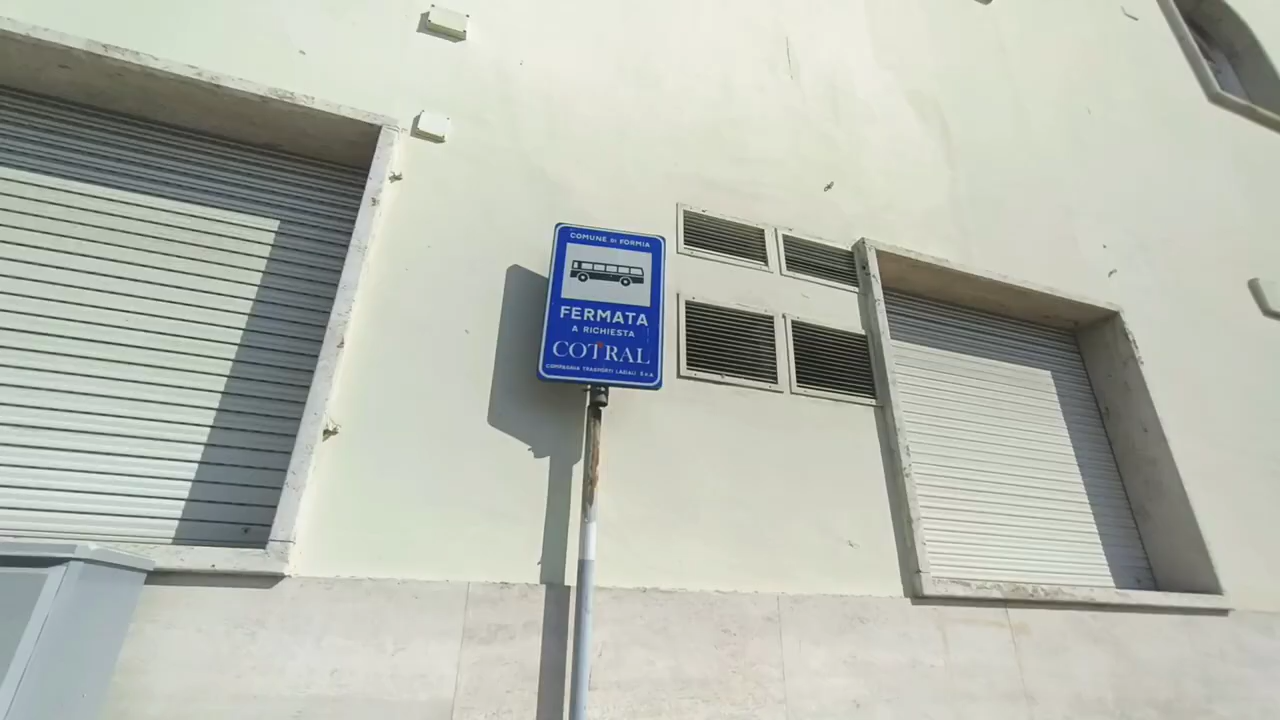 COMUNE DI FORMIA
FERMATA
A RICHIESTA
COTRAL
COMPAGNIA TRASPORTI LAZIALI S.p.A.